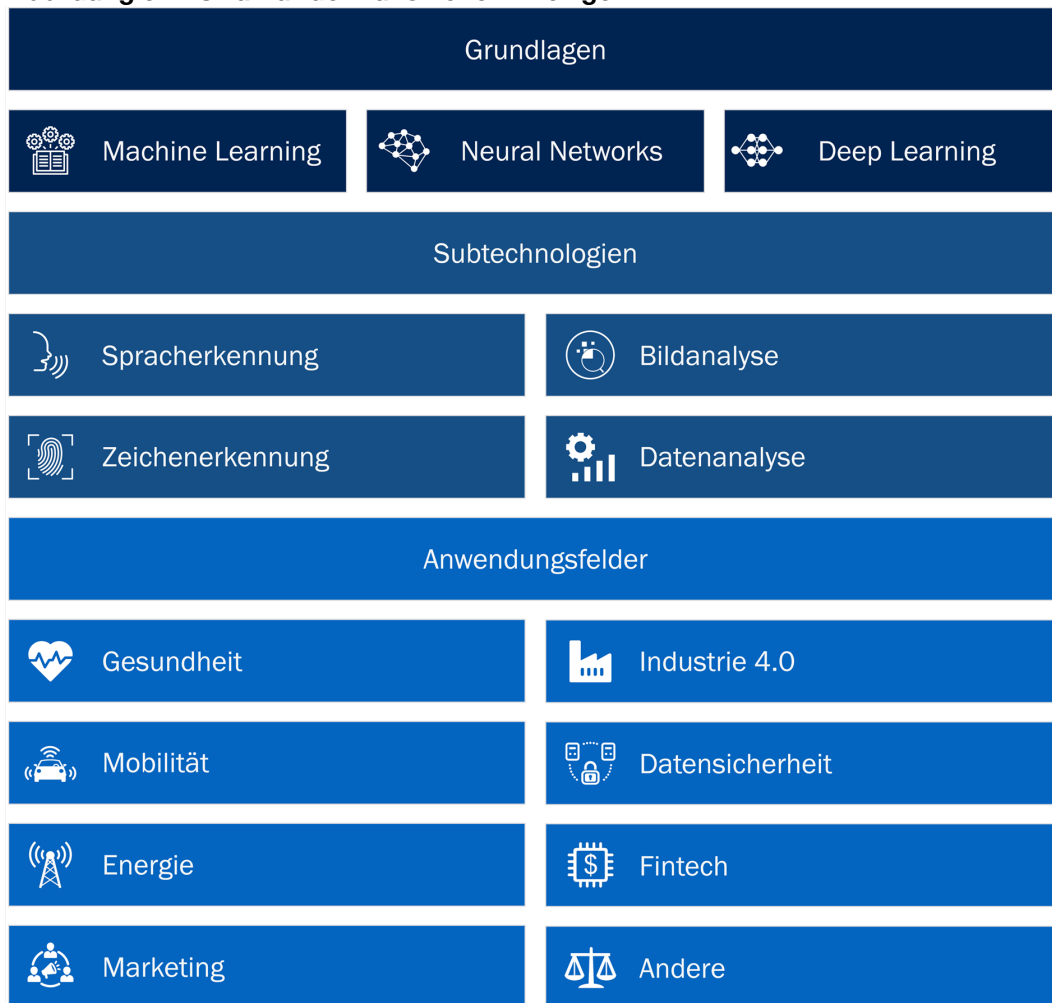 Grundlagen
Machine Learning
Neural Networks
Deep Learning
Subtechnologien
Spracherkennung
Bildanalyse
Zeichenerkennung
Datenanalyse
Anwendungsfelder
Gesundheit
Industrie 4.0
Mobilität
Datensicherheit
Energie
$
Fintech
Marketing
Andere